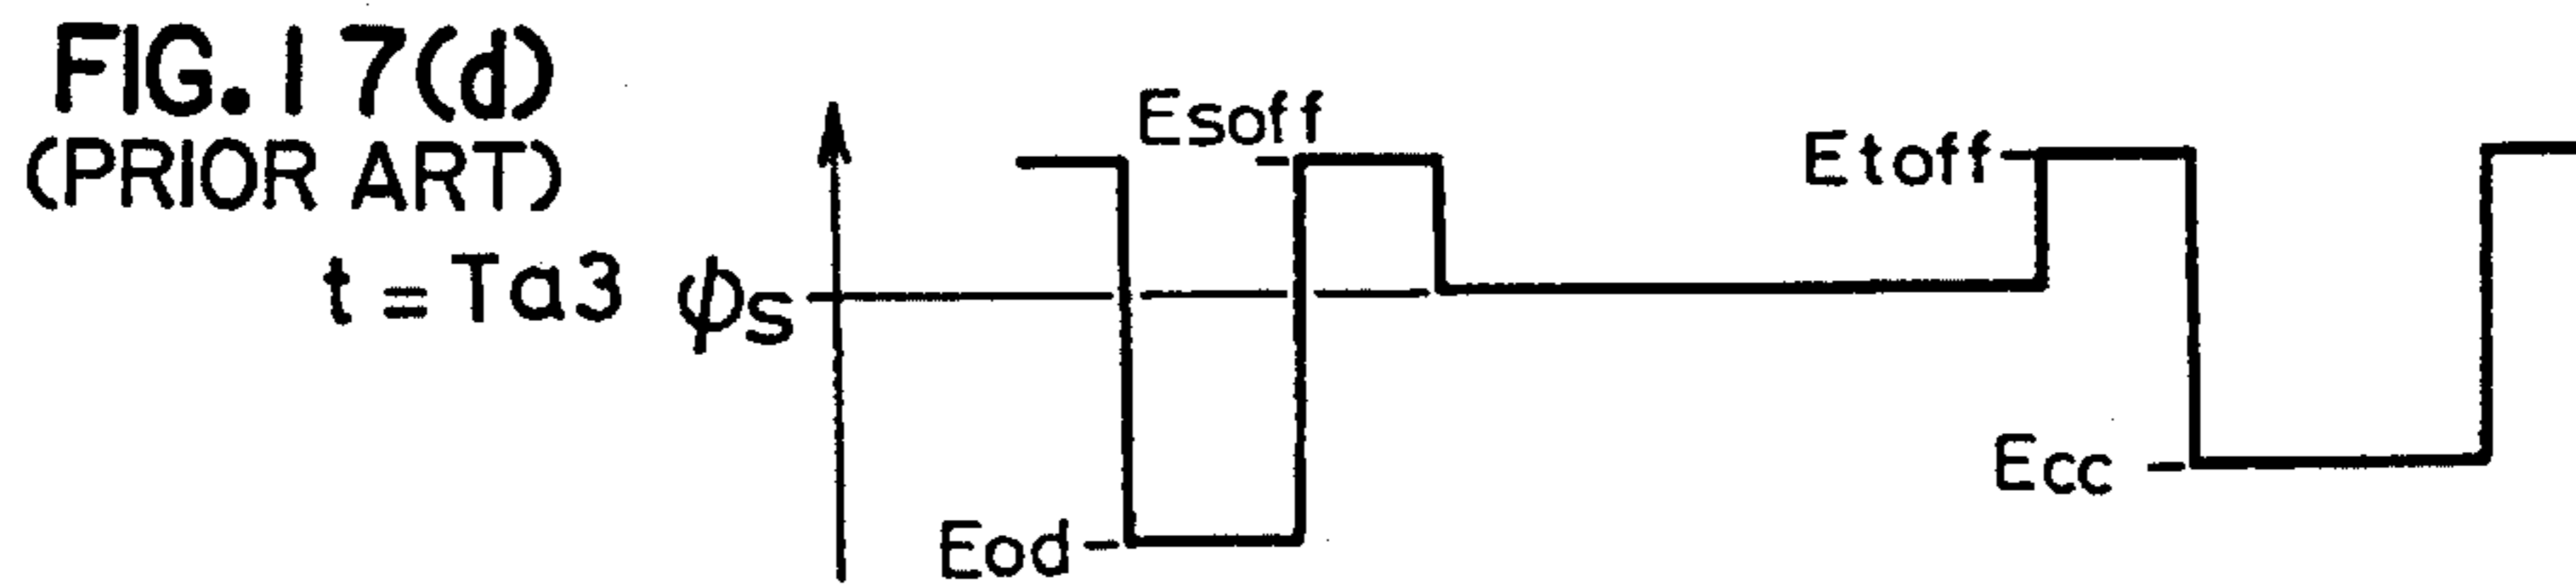 FIG. 17(d)
(PRIOR ART)
t = Ta3
φs
Esoff
Etoff
Ecc
Eod